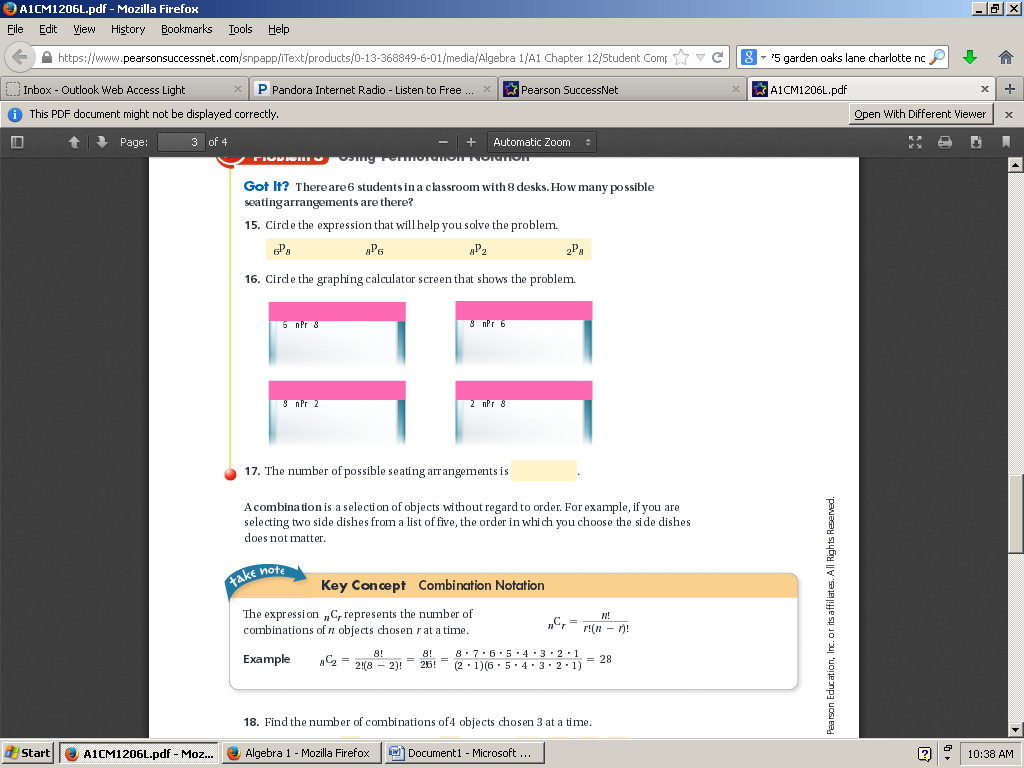 A1CM1206L.pdf - Mozilla Firefox
File Edit View History Bookmarks Tools Help
https://www.pearsonsuccessnet.com/snpapp/iText/products/0-13-368849-6-01/media/Algebra 1/A1 Chapter 12/Student Comp
'5 garden oaks lane charlotte nc
Inbox - Outlook Web Access Light
Pandora Internet Radio - Listen to Free ...
Pearson SuccessNet
A1CM1206L.pdf
This PDF document might not be displayed correctly.
Open With Different Viewer
Page: 3 of 4
Automatic Zoom
Problem 3 Using Permutation Notation
Got It? There are 6 students in a classroom with 8 desks. How many possible
seating arrangements are there?
15. Circle the expression that will help you solve the problem.
₆P₈ ₈P₆ ₈P₂ ₂P₈
16. Circle the graphing calculator screen that shows the problem.
6 nPr 8
8 nPr 6
8 nPr 2
2 nPr 8
17. The number of possible seating arrangements is .
A combination is a selection of objects without regard to order. For example, if you are
selecting two side dishes from a list of five, the order in which you choose the side dishes
does not matter.
take note
Key Concept Combination Notation
The expression ₙCᵣ represents the number of
combinations of n objects chosen r at a time.
ₙCᵣ = n! / r!(n − r)!
Example ₈C₂ = 8! / 2!(8 − 2)! = 8! / 2!6! = 8 · 7 · 6 · 5 · 4 · 3 · 2 · 1 / (2 · 1)(6 · 5 · 4 · 3 · 2 · 1) = 28
18. Find the number of combinations of 4 objects chosen 3 at a time.
Pearson Education, Inc. or its affiliates. All Rights Reserved.
Start
A1CM1206L.pdf - Moz...
Algebra 1 - Mozilla Firefox
Document1 - Microsoft ...
10:38 AM